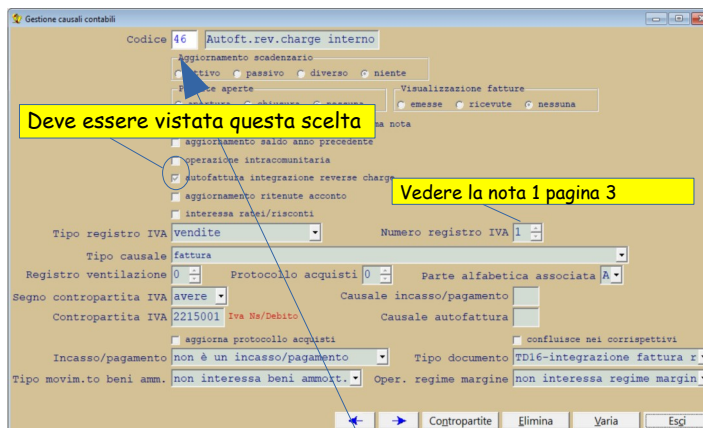 Gestione causali contabili
Codice 46 Autoft.rev.charge interno
Aggiornamento scadenzario
passivo diverso niente
aperte Visualizzazione fatture
emesse ricevute nessuna
Deve essere vistata questa scelta
nota
aggiornamento saldo anno precedente
operazione intracomunitaria
autofattura integrazione reverse charge
aggiornamento ritenute acconto
Vedere la nota 1 pagina 3
interessa ratei/risconti
Tipo registro IVA vendite Numero registro IVA 1
Tipo causale fattura
Registro ventilazione 0 Protocollo acquisti 0 Parte alfabetica associata A
Segno contropartita IVA avere Causale incasso/pagamento
Contropartita IVA 2215001 Iva Ns/Debito Causale autofattura
aggiorna protocollo acquisti confluisce nei corrispettivi
Incasso/pagamento non è un incasso/pagamento Tipo documento TD16-integrazione fattura r
Tipo movim.to beni amm. non interessa beni ammort. Oper. regime margine non interessa regime margin
Contropartite Elimina Varia Esci